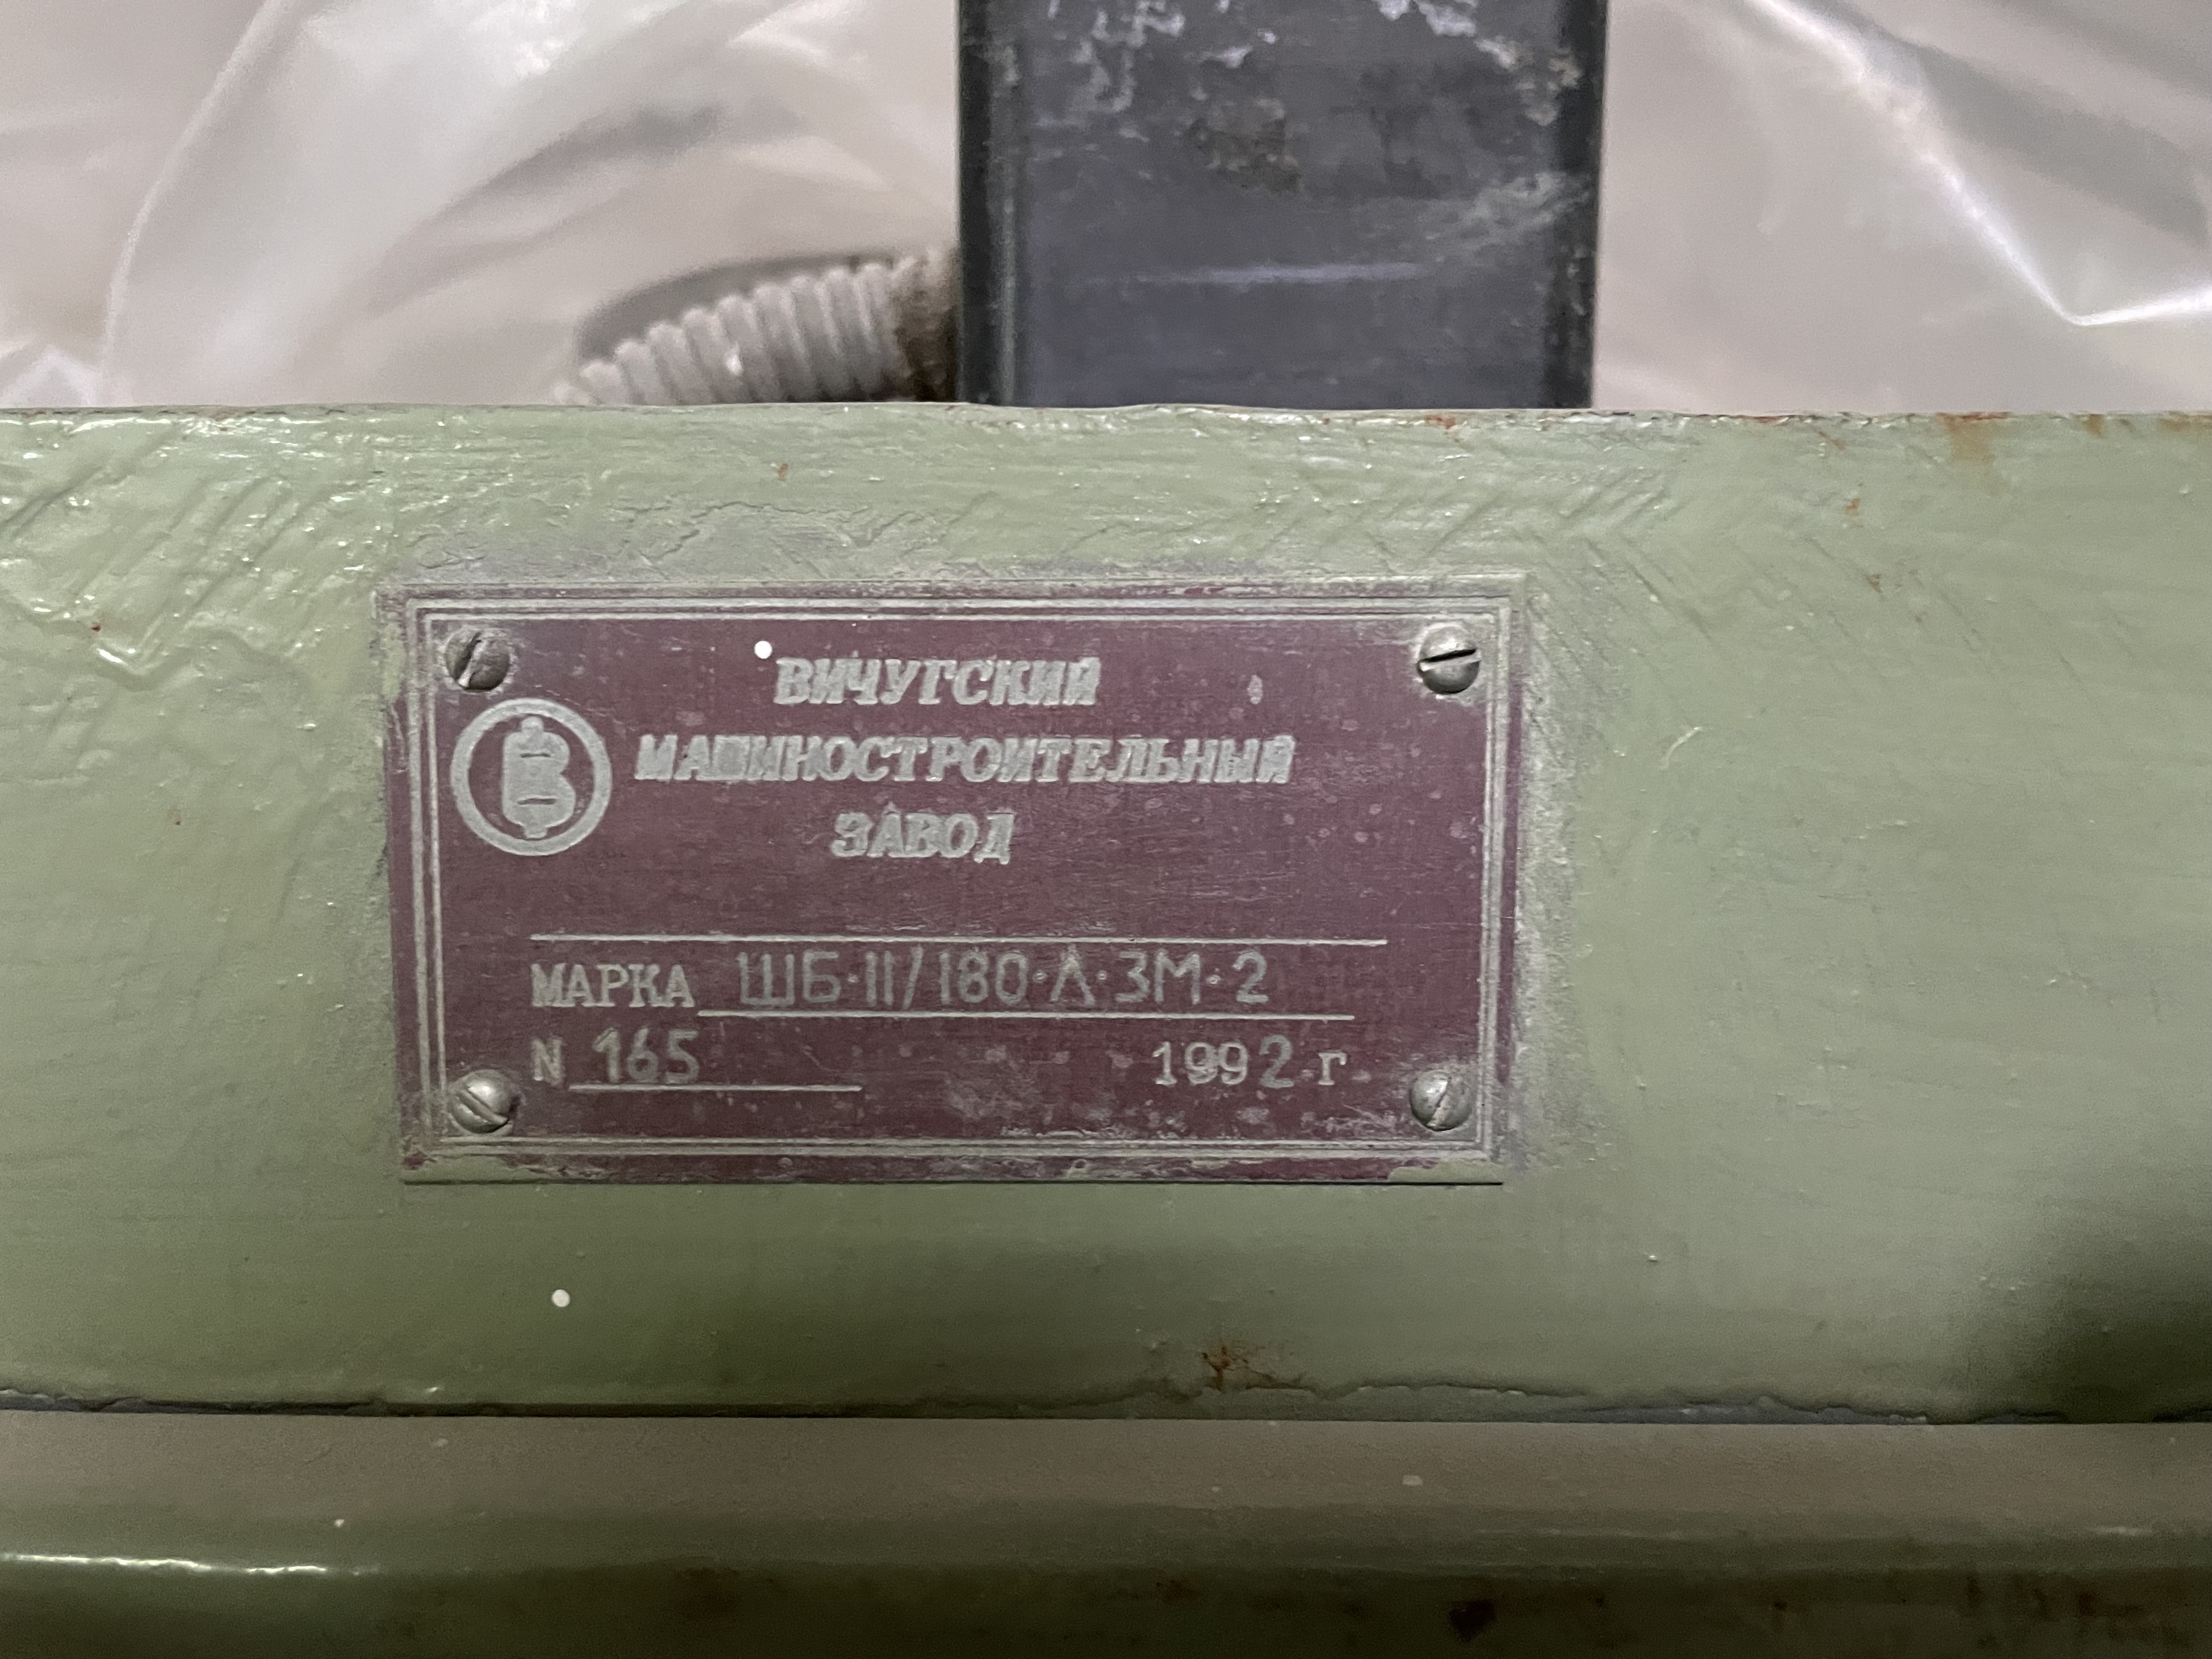 ВИЧУГСКИЙ
МАШИНОСТРОИТЕЛЬНЫЙ
ЗАВОД
В
МАРКА ШБ·11/180·Л·3М·2
N 165 1992 г.